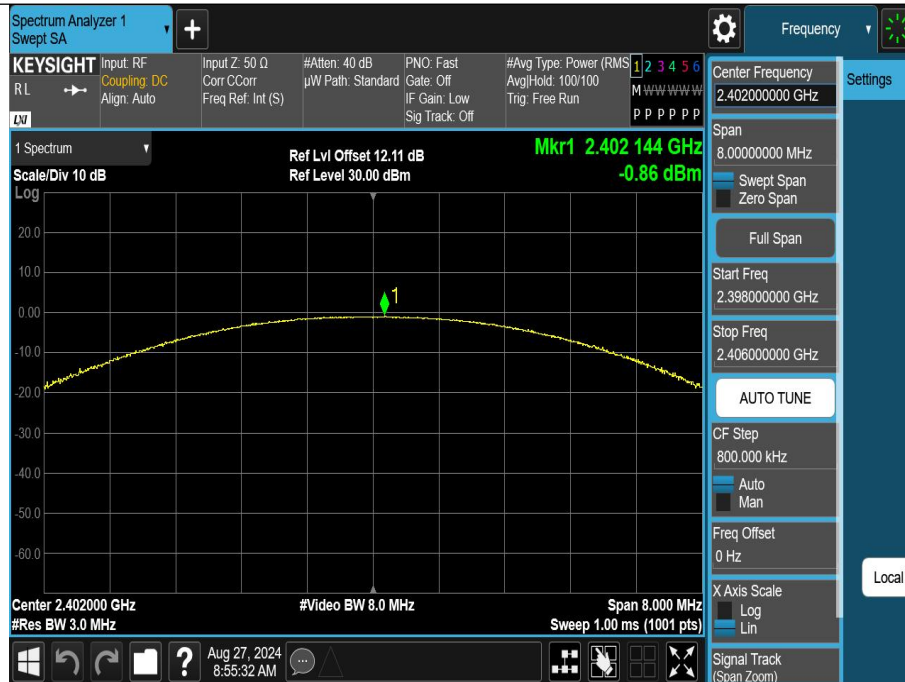 Spectrum Analyzer 1
Swept SA
+
Frequency
KEYSIGHT
R L
LXI
Input: RF
Coupling: DC
Align: Auto
Input Z: 50 Ω
Corr CCorr
Freq Ref: Int (S)
#Atten: 40 dB
µW Path: Standard
PNO: Fast
Gate: Off
IF Gain: Low
Sig Track: Off
#Avg Type: Power (RMS
Avg|Hold: 100/100
Trig: Free Run
1 2 3 4 5 6
M W W W W W
P P P P P P
1 Spectrum
Scale/Div 10 dB
Log
Ref Lvl Offset 12.11 dB
Ref Level 30.00 dBm
Mkr1 2.402 144 GHz
-0.86 dBm
20.0
10.0
0.00
-10.0
-20.0
-30.0
-40.0
-50.0
-60.0
1
Center 2.402000 GHz
#Res BW 3.0 MHz
#Video BW 8.0 MHz
Span 8.000 MHz
Sweep 1.00 ms (1001 pts)
?
Aug 27, 2024
8:55:32 AM
Center Frequency
2.402000000 GHz
Span
8.00000000 MHz
Swept Span
Zero Span
Full Span
Start Freq
2.398000000 GHz
Stop Freq
2.406000000 GHz
AUTO TUNE
CF Step
800.000 kHz
Auto
Man
Freq Offset
0 Hz
X Axis Scale
Log
Lin
Signal Track
(Span Zoom)
Settings
Local